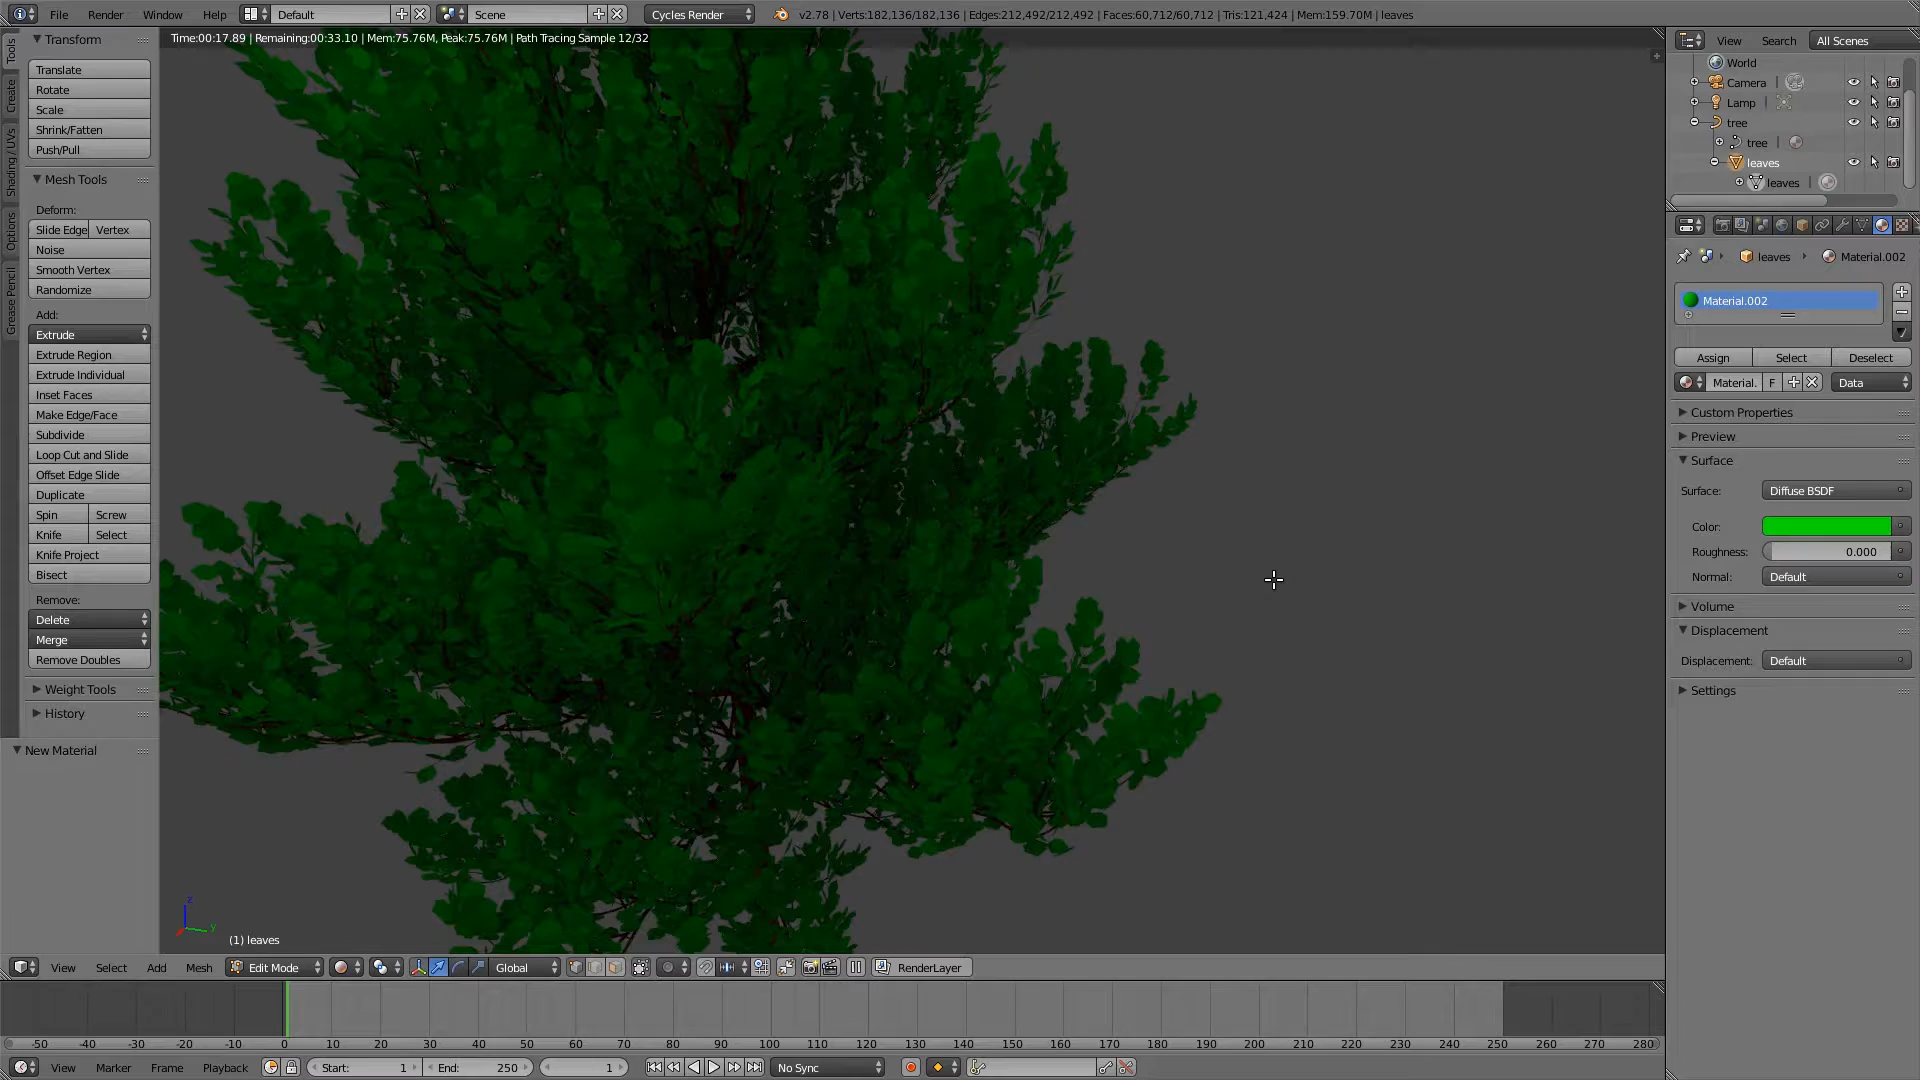 File Render Window Help Default Scene Cycles Render v2.78 | Verts:182,136/182,136 | Edges:212,492/212,492 | Faces:60,712/60,712 | Tris:121,424 | Mem:159.70M | leaves
Time:00:17.89 | Remaining:00:33.10 | Mem:75.76M, Peak:75.76M | Path Tracing Sample 12/32
Tools
Create
Shading / UVs
Options
Grease Pencil
Transform
Translate
Rotate
Scale
Shrink/Fatten
Push/Pull
Mesh Tools
Deform:
Slide Edge Vertex
Noise
Smooth Vertex
Randomize
Add:
Extrude
Extrude Region
Extrude Individual
Inset Faces
Make Edge/Face
Subdivide
Loop Cut and Slide
Offset Edge Slide
Duplicate
Spin Screw
Knife Select
Knife Project
Bisect
Remove:
Delete
Merge
Remove Doubles
Weight Tools
History
New Material
z
y
(1) leaves
View Search All Scenes
World
Camera
Lamp
tree
tree
leaves
leaves
leaves Material.002
Material.002
Assign Select Deselect
Material. F Data
Custom Properties
Preview
Surface
Surface: Diffuse BSDF
Color:
Roughness: 0.000
Normal: Default
Volume
Displacement
Displacement: Default
Settings
View Select Add Mesh Edit Mode Global RenderLayer
-50 -40 -30 -20 -10 0 10 20 30 40 50 60 70 80 90 100 110 120 130 140 150 160 170 180 190 200 210 220 230 240 250 260 270 280
View Marker Frame Playback Start: 1 End: 250 1 No Sync